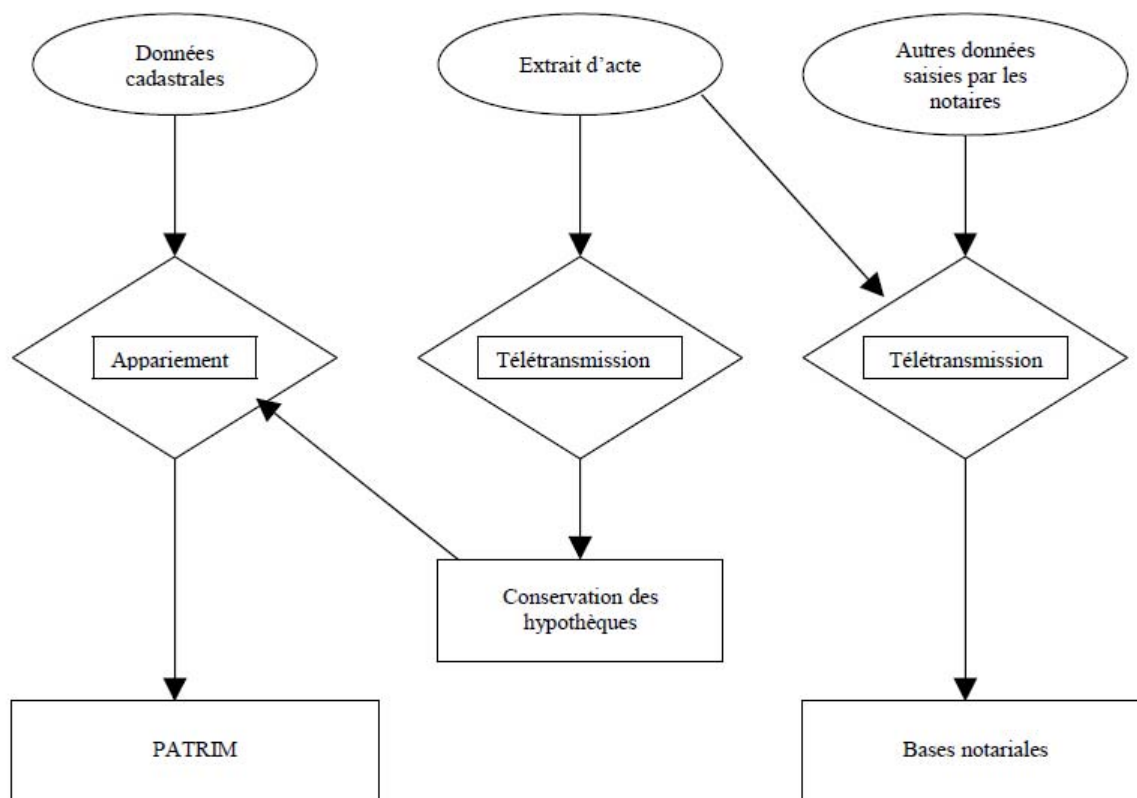 Données
cadastrales
Extrait d’acte
Autres données
saisies par les
notaires
Appariement
Télétransmission
Télétransmission
Conservation des
hypothèques
PATRIM
Bases notariales